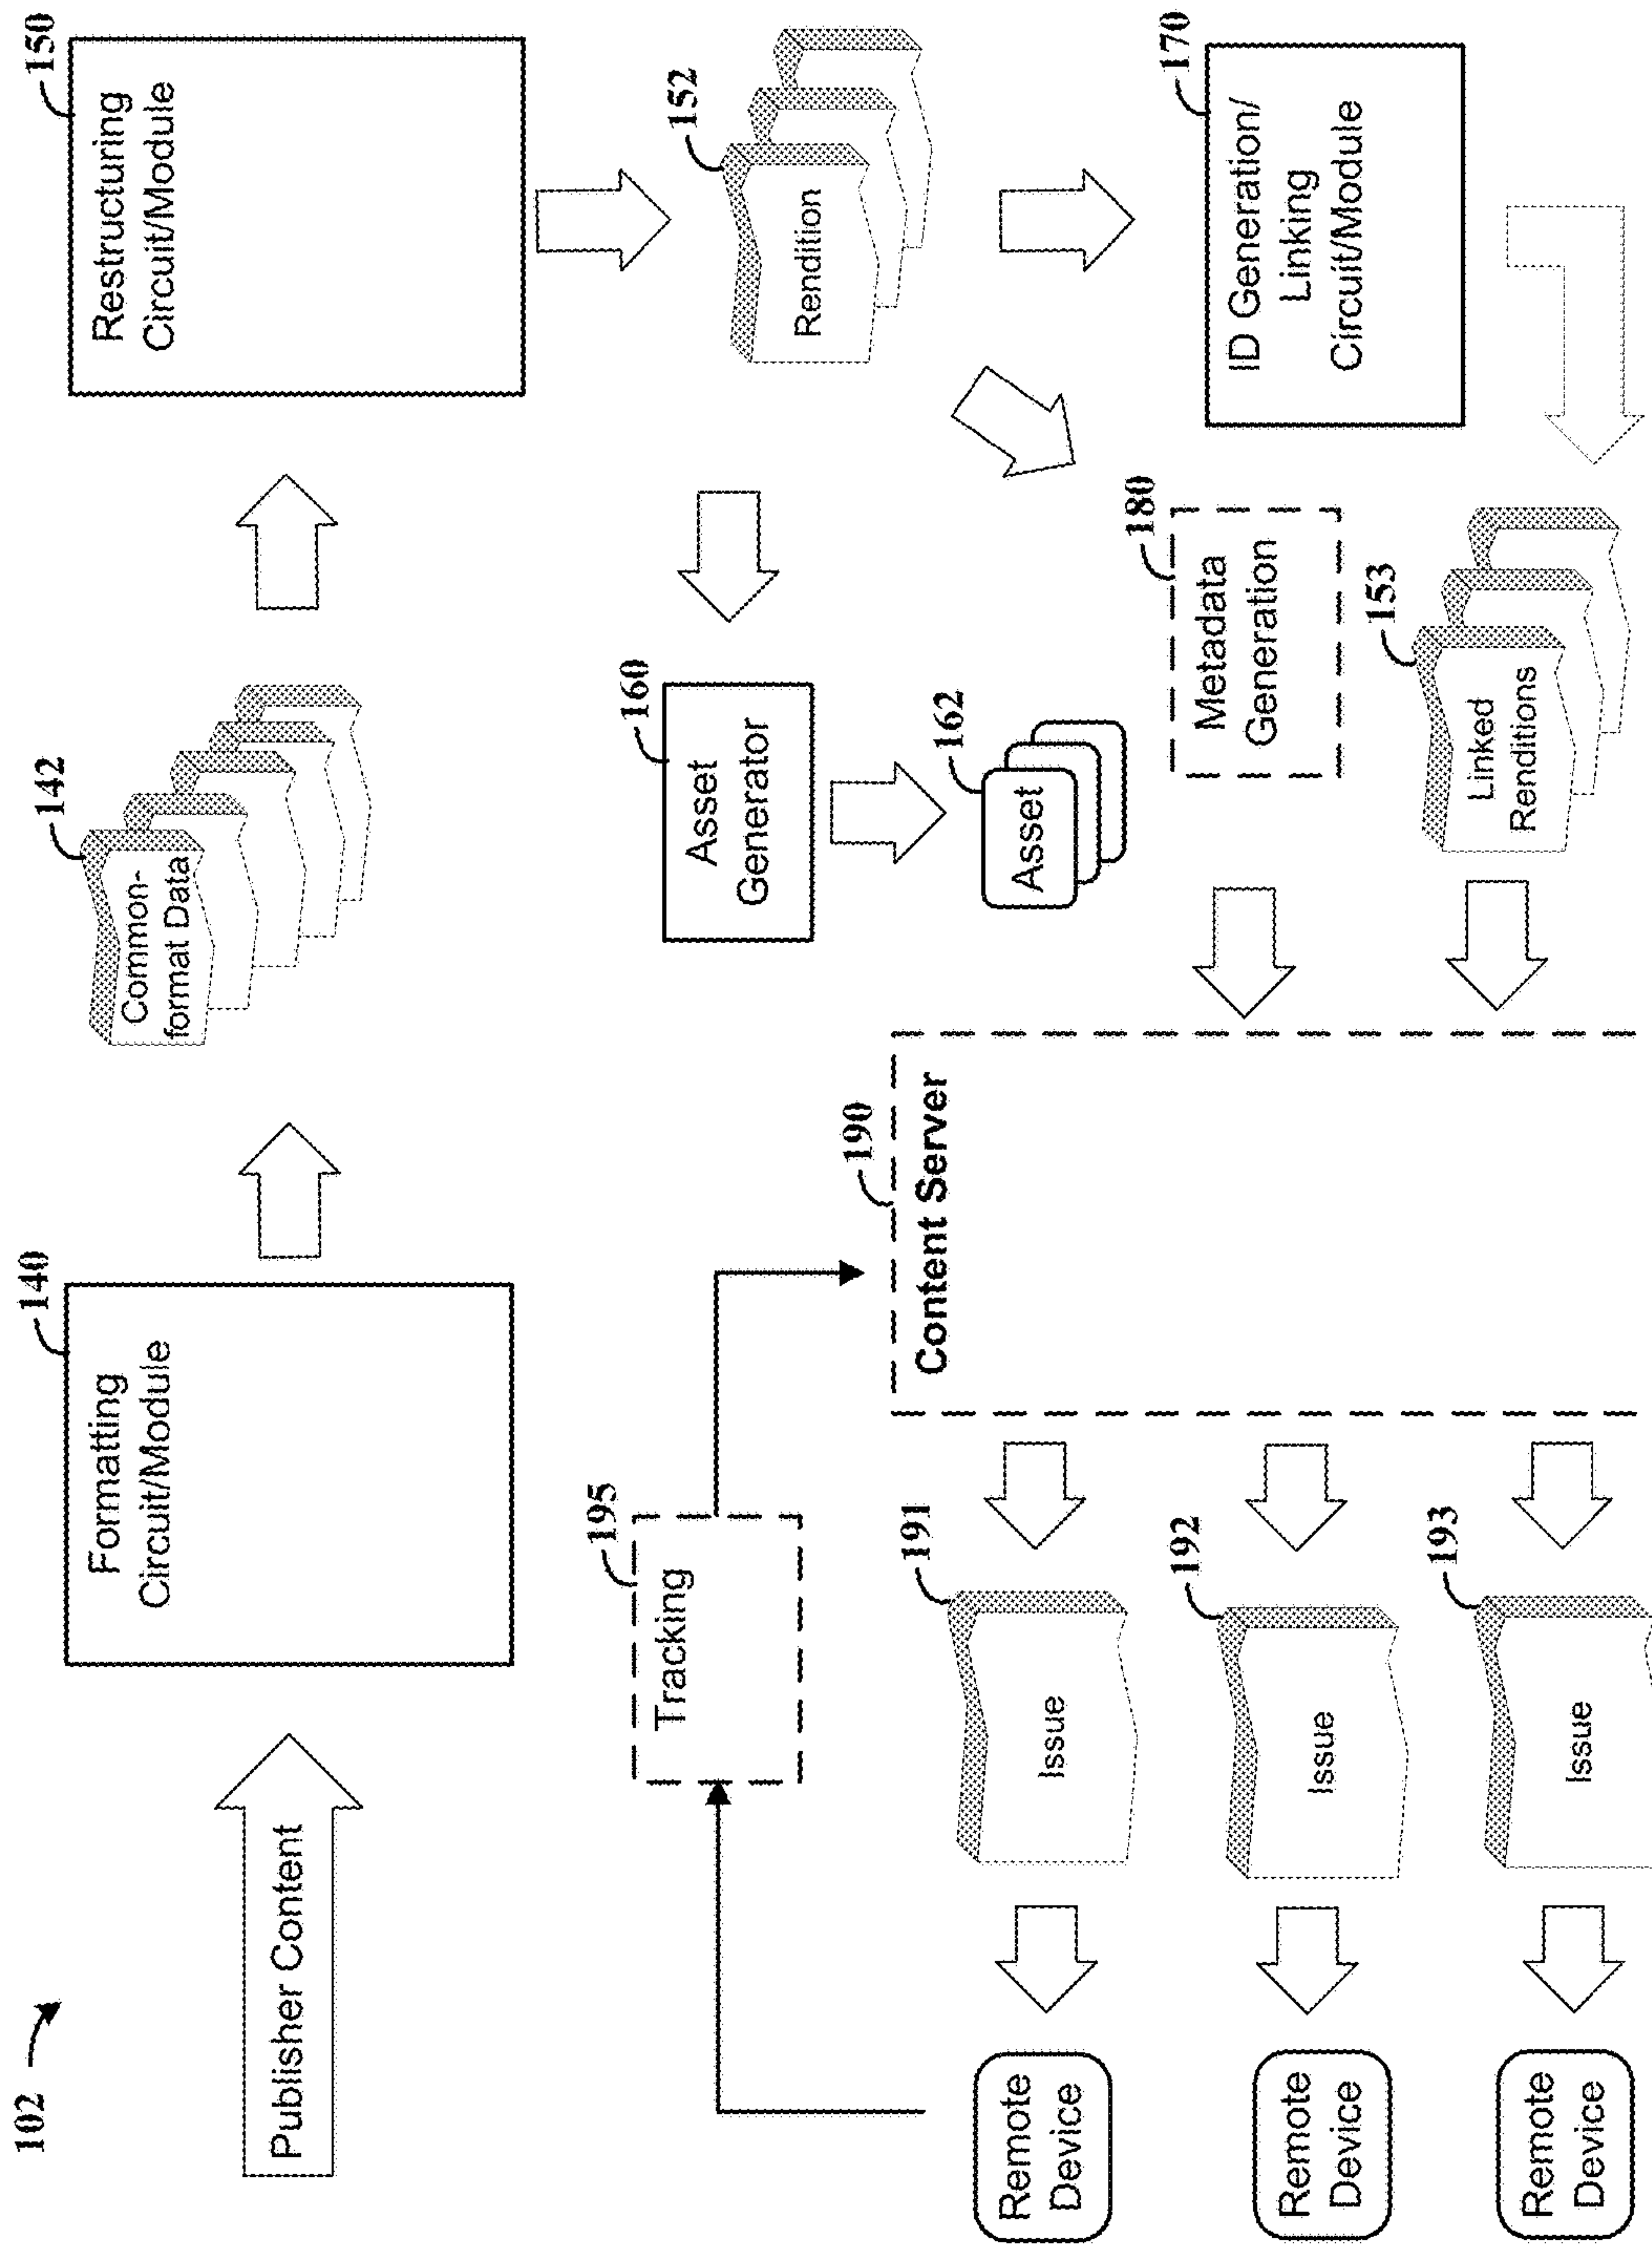 102
Publisher Content
140
Formatting
Circuit/Module
142
Common-
format Data
150
Restructuring
Circuit/Module
195
Tracking
160
Asset
Generator
152
Rendition
162
Asset
190
Content Server
180
Metadata
Generation
170
ID Generation/
Linking
Circuit/Module
153
Linked
Renditions
Remote
Device
Issue
191
Remote
Device
Issue
192
Remote
Device
Issue
193